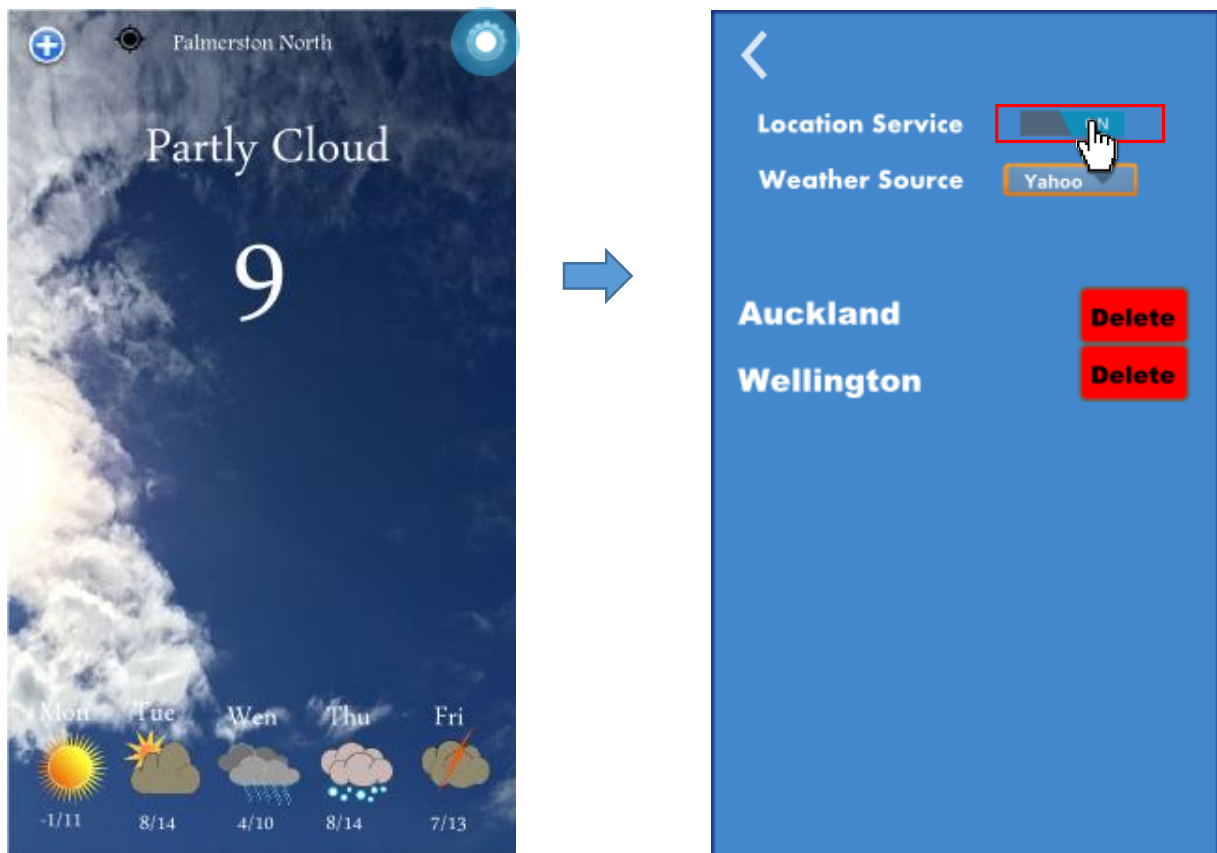 Palmerston North
Partly Cloud
9
Mon Tue Wen Thu Fri
-1/11 8/14 4/10 8/14 7/13
Location Service
Weather Source Yahoo
Auckland Delete
Wellington Delete